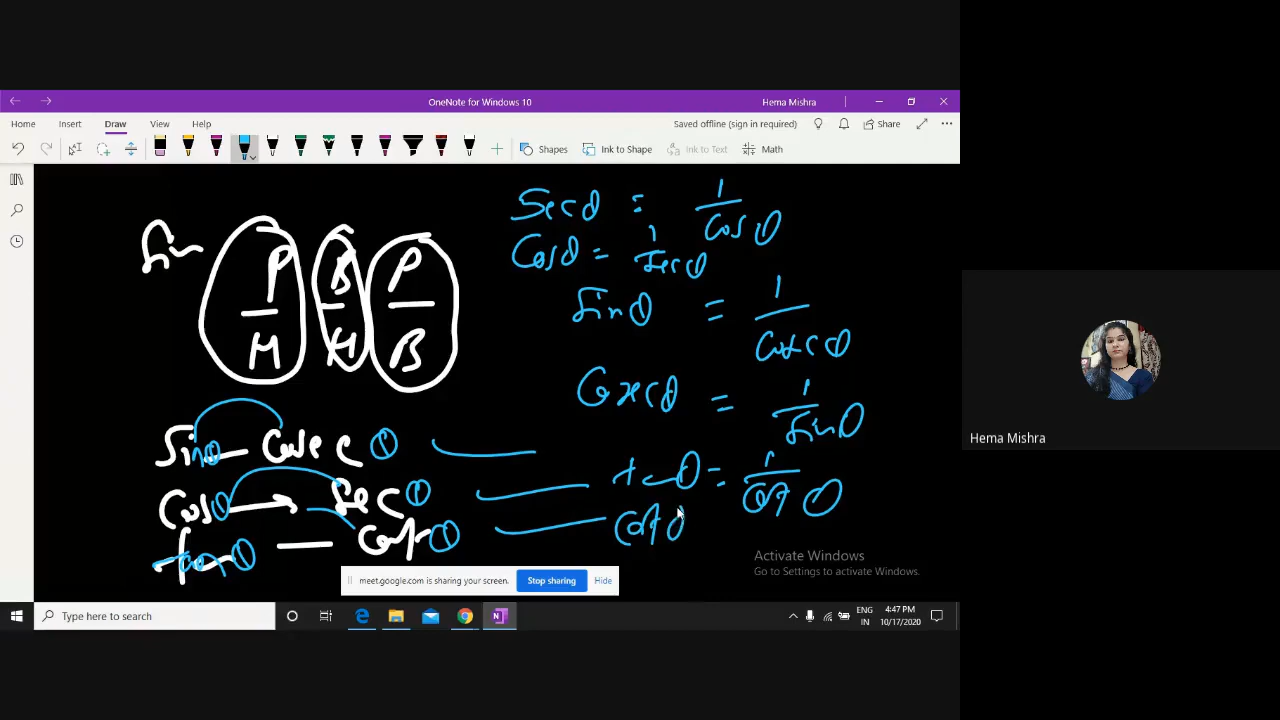 OneNote for Windows 10
Hema Mishra
Home Insert Draw View Help
Saved offline (sign in required)
Share
Shapes
Ink to Shape
Ink to Text
Math
Sin P/H B/H P/B
Secθ = 1/Cosθ
Cosθ = 1/Secθ
Sinθ = 1/Cosecθ
Cosecθ = 1/Sinθ
Sinθ — Cosecθ
Cosθ → Secθ
tanθ — Cotθ
tanθ = 1/Cotθ
Cotθ
Hema Mishra
Activate Windows
Go to Settings to activate Windows.
meet.google.com is sharing your screen. Stop sharing Hide
Type here to search
ENG
IN
4:47 PM
10/17/2020